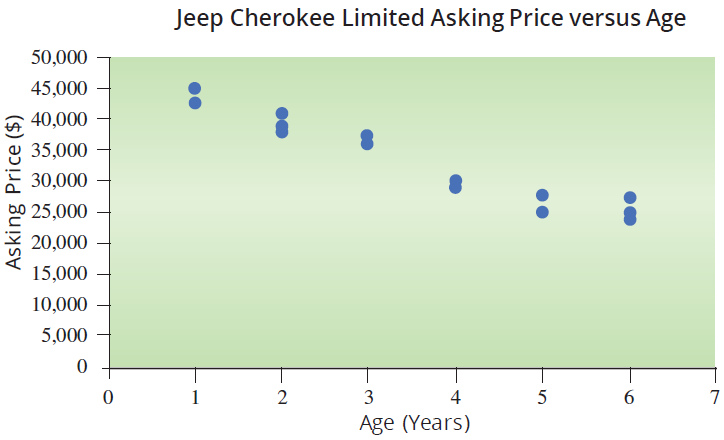 Jeep Cherokee Limited Asking Price versus Age
Asking Price ($)
50,000
45,000
40,000
35,000
30,000
25,000
20,000
15,000
10,000
5,000
0
0 1 2 3 4 5 6 7
Age (Years)